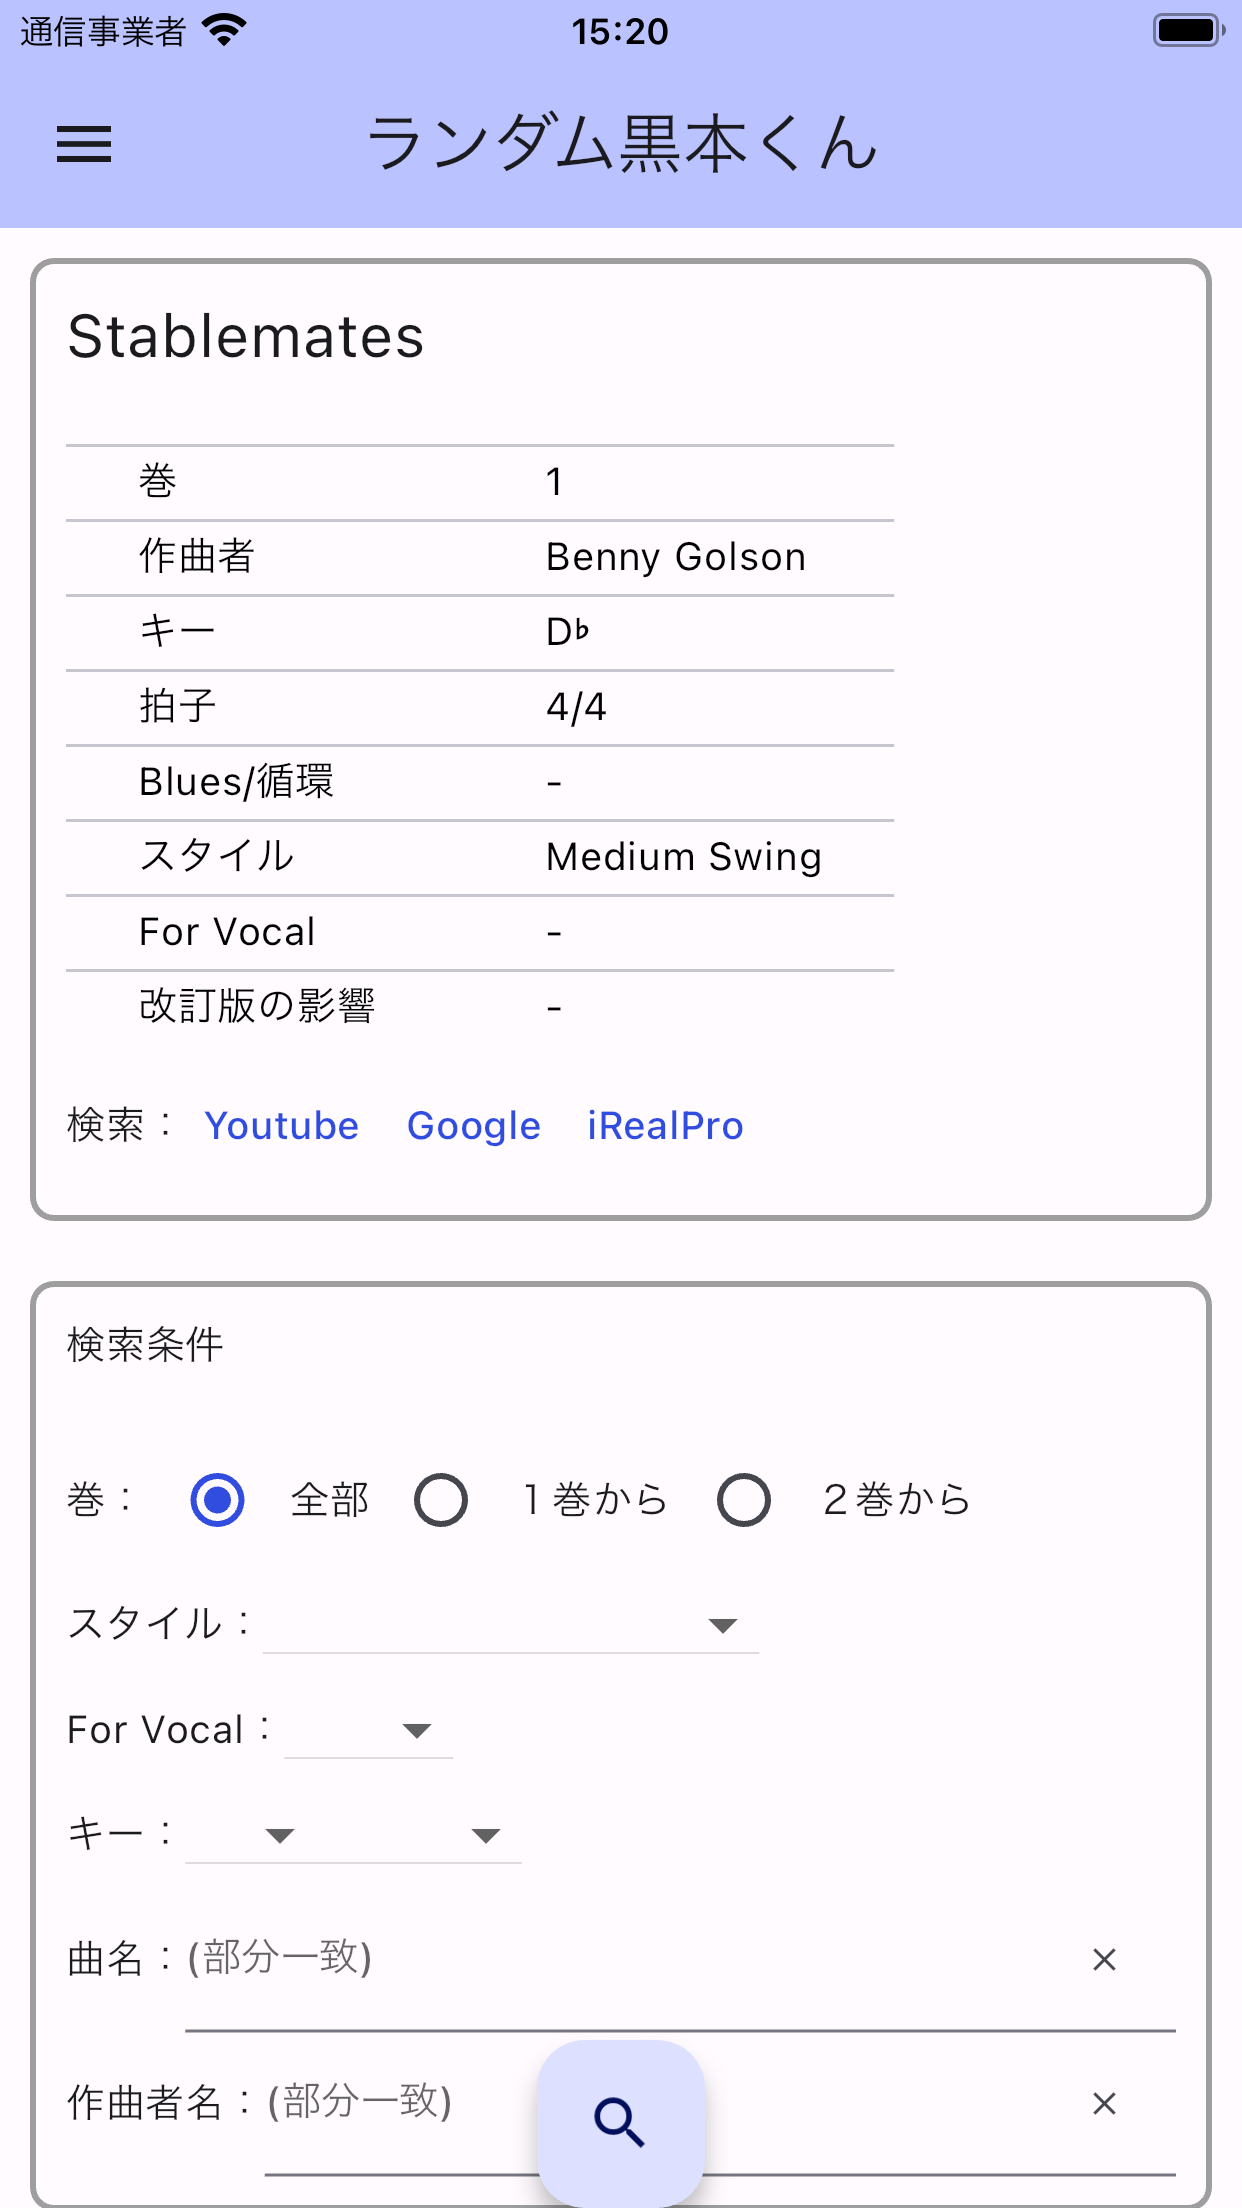 通信事業者 15:20
ランダム黒本くん
Stablemates
巻 1
作曲者 Benny Golson
キー D♭
拍子 4/4
Blues/循環 -
スタイル Medium Swing
For Vocal -
改訂版の影響 -
検索： Youtube Google iRealPro
検索条件
巻： 全部 １巻から ２巻から
スタイル：
For Vocal：
キー：
曲名：(部分一致)
作曲者名：(部分一致)